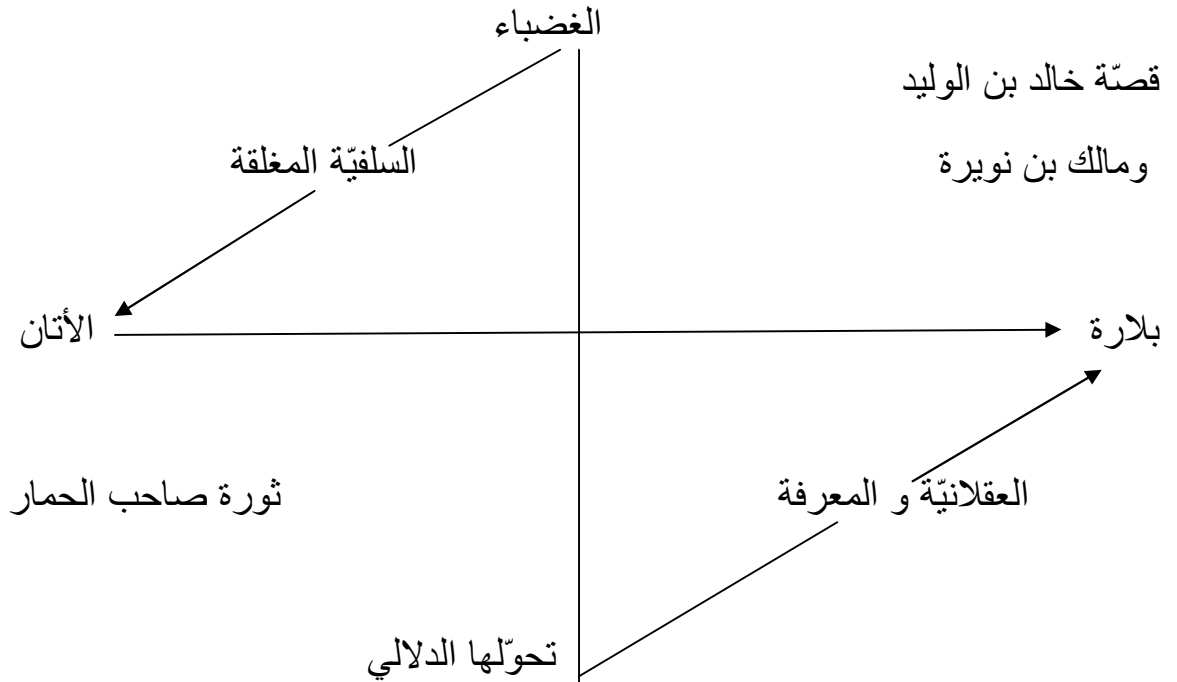 الغضباء
قصّة خالد بن الوليد
ومالك بن نويرة
السلفيّة المغلقة
بلارة
الأتان
العقلانيّة و المعرفة
ثورة صاحب الحمار
تحوّلها الدلالي